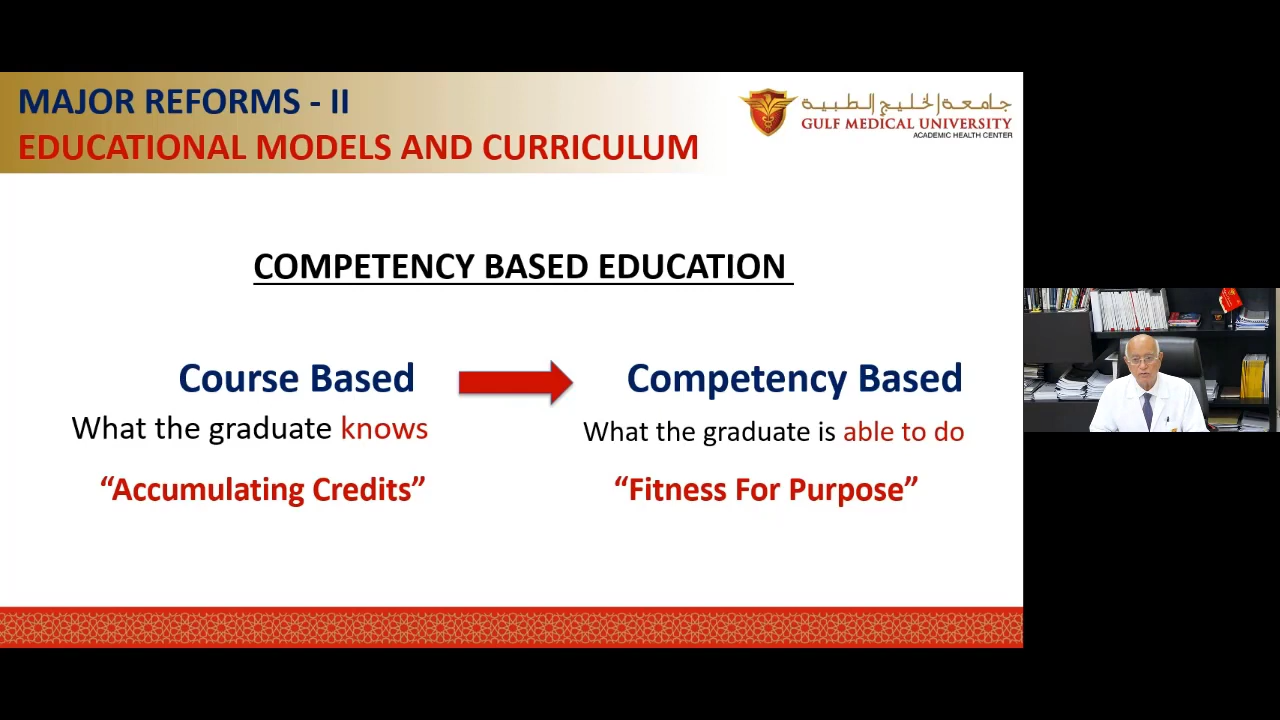 MAJOR REFORMS - II
EDUCATIONAL MODELS AND CURRICULUM
جامعة الخليج الطبية
GULF MEDICAL UNIVERSITY
ACADEMIC HEALTH CENTER
COMPETENCY BASED EDUCATION
Course Based
Competency Based
What the graduate knows
What the graduate is able to do
“Accumulating Credits”
“Fitness For Purpose”